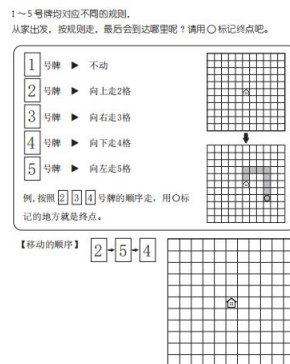 1～5号牌均对应不同的规则,
从家出发，按规则走，最后会到达哪里呢？请用○标记终点吧。
1 号牌 ▶ 不动
2 号牌 ▶ 向上走2格
3 号牌 ▶ 向右走3格
4 号牌 ▶ 向下走4格
5 号牌 ▶ 向左走5格
例，按照 2 3 4 号牌的顺序走，用○标
记的地方就是终点。
【移动的顺序】 2→5→4